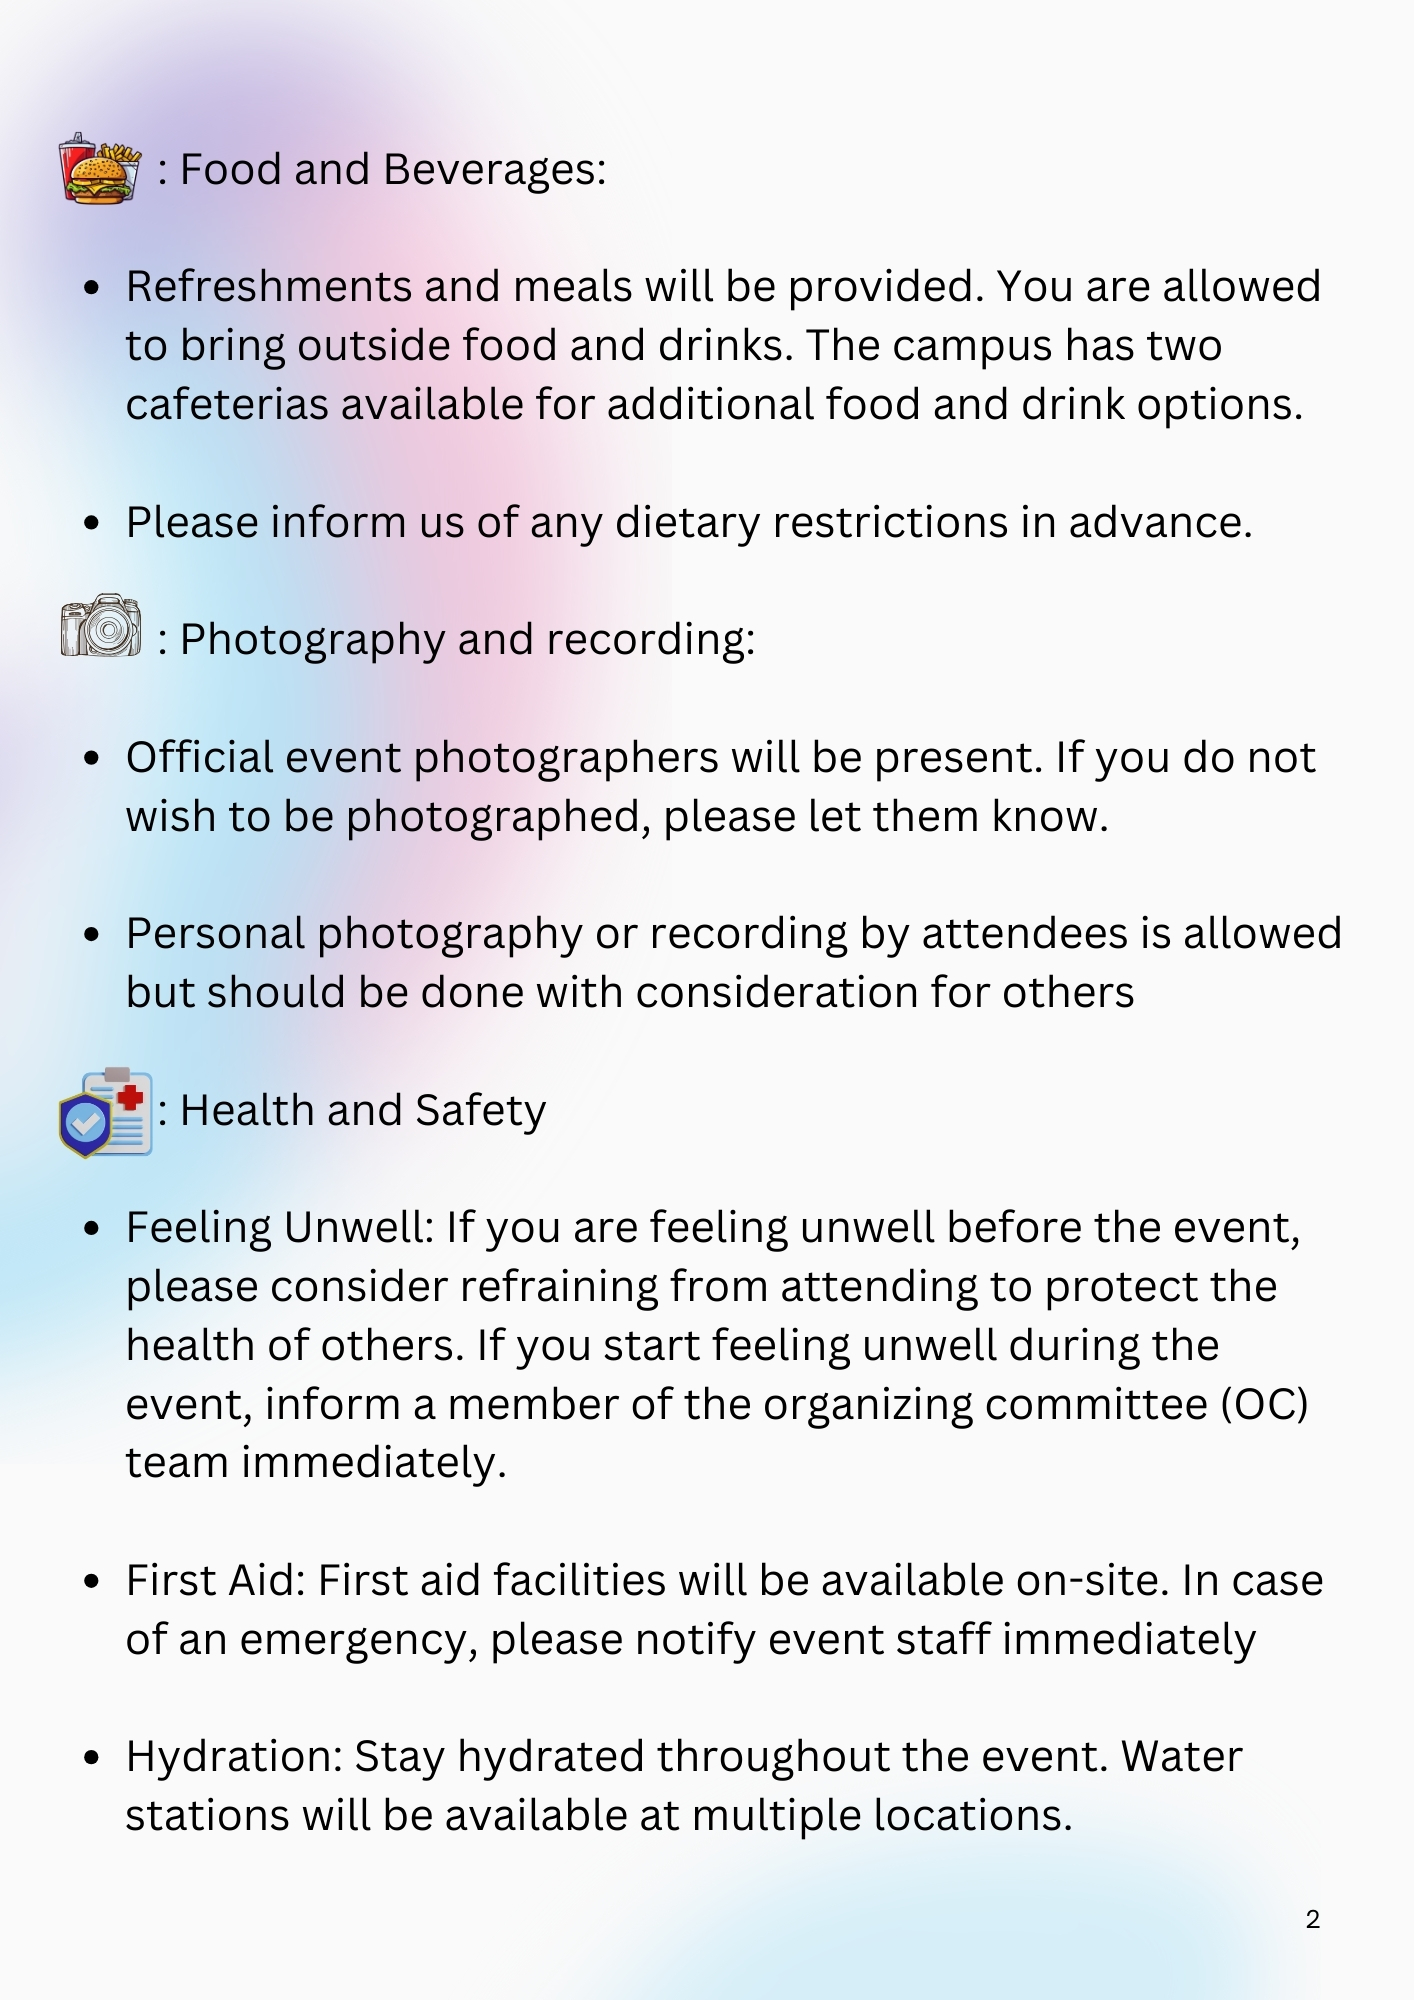 : Food and Beverages:
• Refreshments and meals will be provided. You are allowed
to bring outside food and drinks. The campus has two
cafeterias available for additional food and drink options.
• Please inform us of any dietary restrictions in advance.
: Photography and recording:
• Official event photographers will be present. If you do not
wish to be photographed, please let them know.
• Personal photography or recording by attendees is allowed
but should be done with consideration for others
: Health and Safety
• Feeling Unwell: If you are feeling unwell before the event,
please consider refraining from attending to protect the
health of others. If you start feeling unwell during the
event, inform a member of the organizing committee (OC)
team immediately.
• First Aid: First aid facilities will be available on-site. In case
of an emergency, please notify event staff immediately
• Hydration: Stay hydrated throughout the event. Water
stations will be available at multiple locations.
2